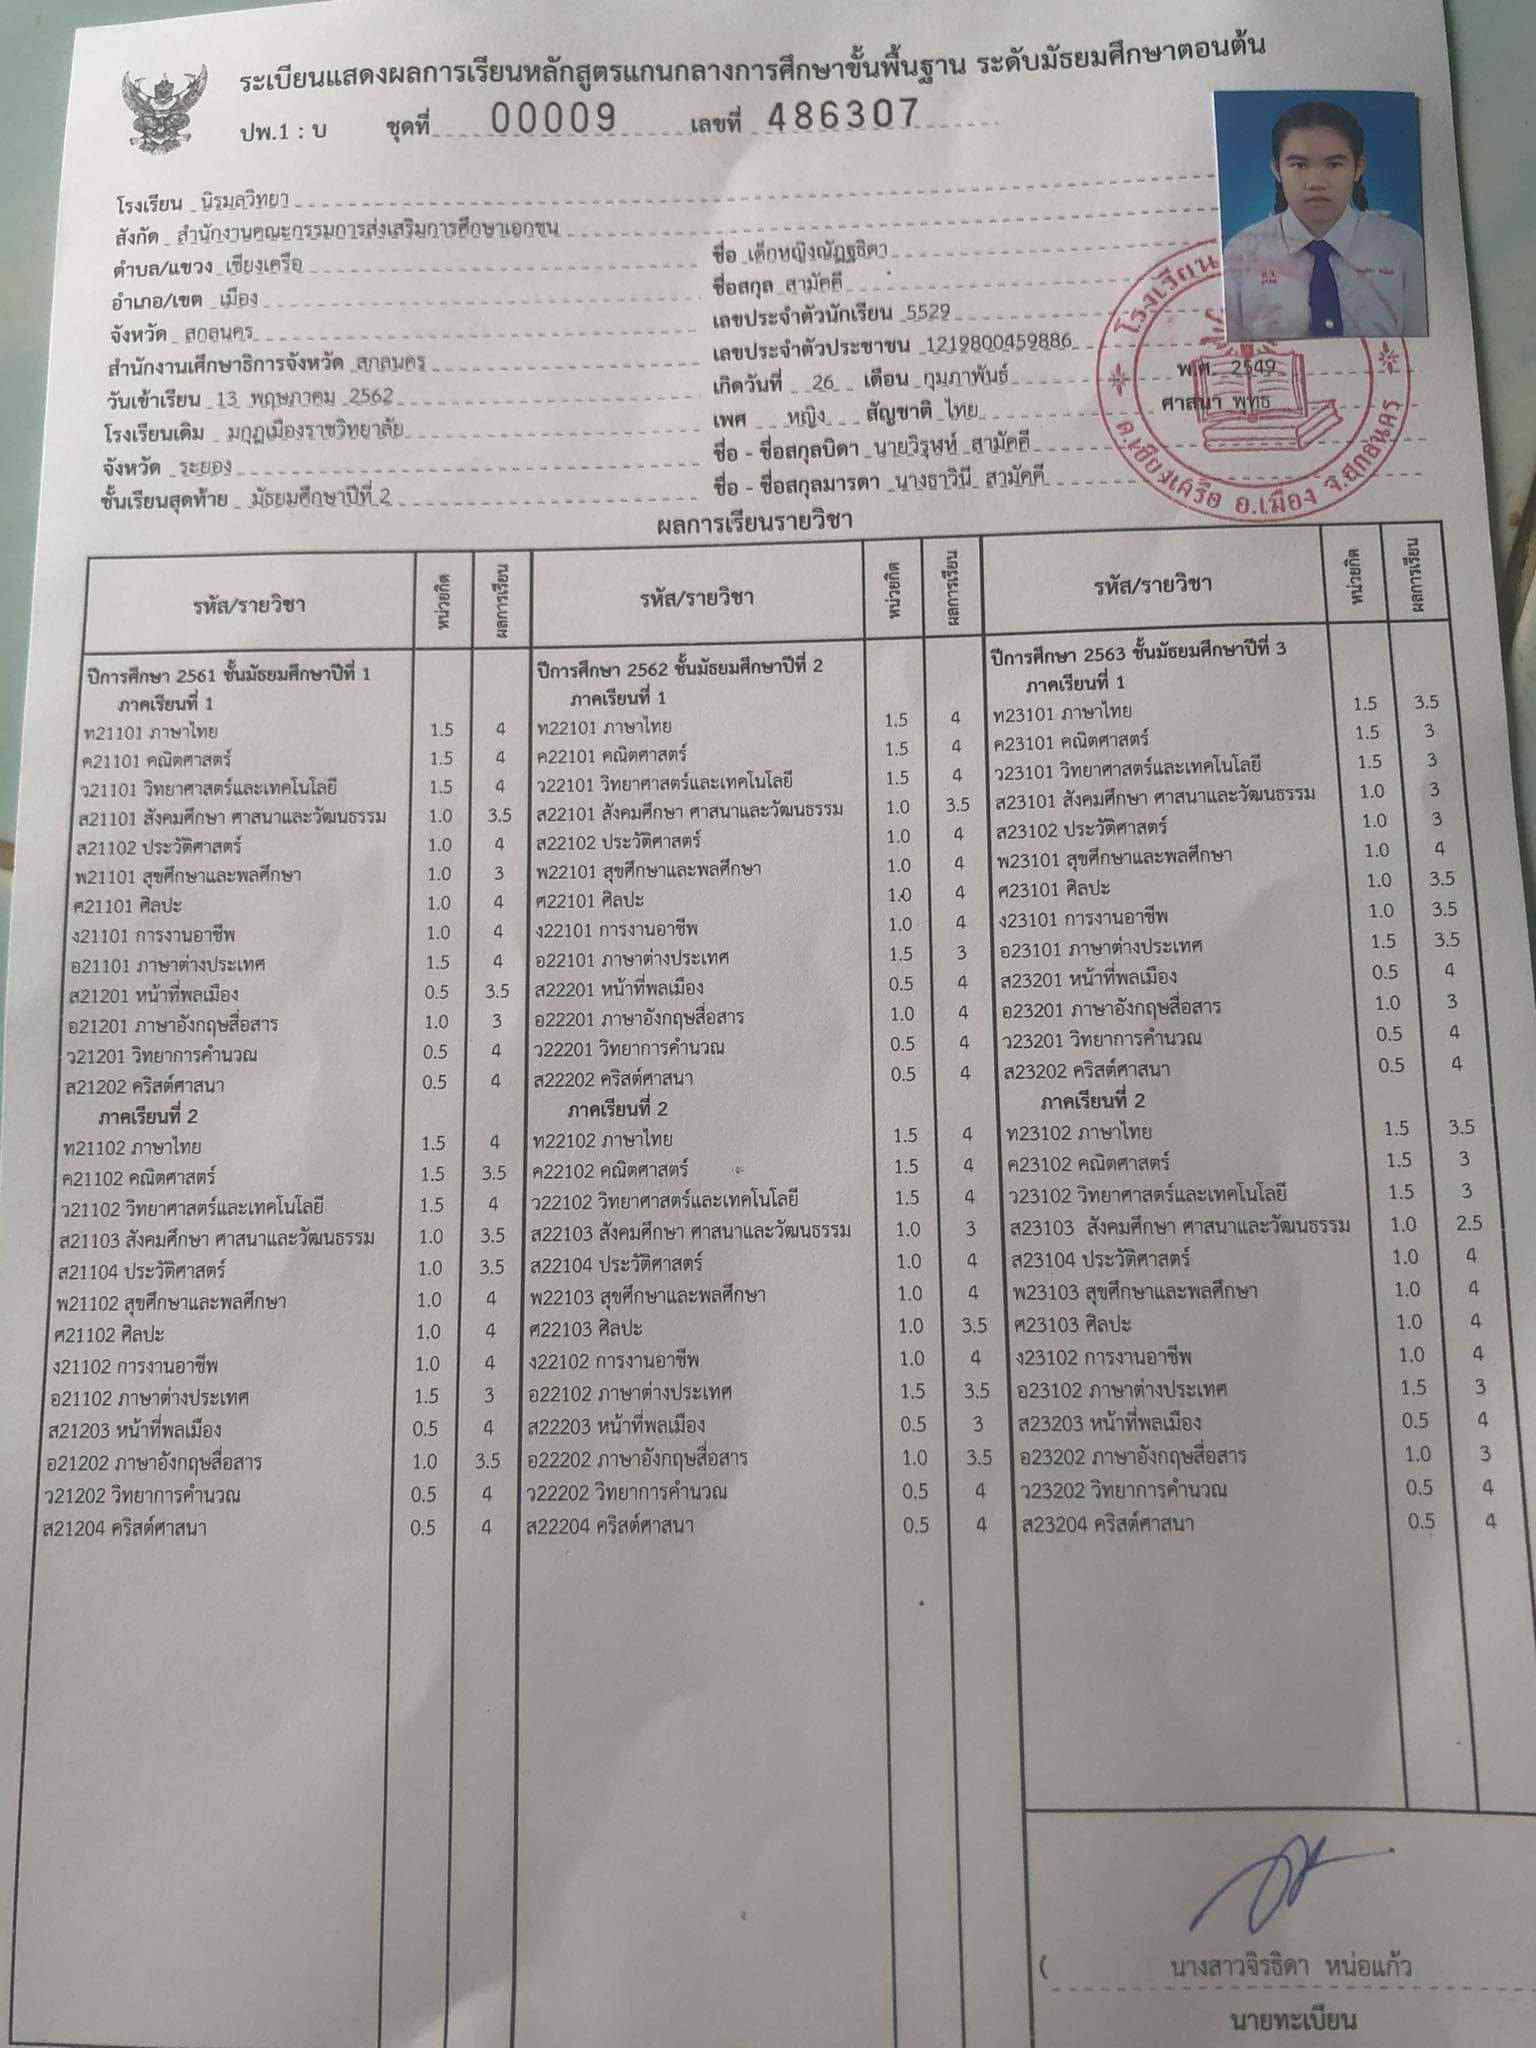 ระเบียนแสดงผลการเรียนหลักสูตรแกนกลางการศึกษาขั้นพื้นฐาน ระดับมัธยมศึกษาตอนต้น
ปพ.1 : บ ชุดที่ 00009 เลขที่ 486307
โรงเรียน นิรมลวิทยา
สังกัด สำนักงานคณะกรรมการส่งเสริมการศึกษาเอกชน
ตำบล/แขวง เชียงเครือ
อำเภอ/เขต เมือง
จังหวัด สกลนคร
สำนักงานศึกษาธิการจังหวัด สกลนคร
วันเข้าเรียน 13 พฤษภาคม 2562
โรงเรียนเดิม มกุฎเมืองราชวิทยาลัย
จังหวัด ระยอง
ชั้นเรียนสุดท้าย มัธยมศึกษาปีที่ 2
ชื่อ เด็กหญิงณัฏฐธิดา
ชื่อสกุล สามัคคี
เลขประจำตัวนักเรียน 5529
เลขประจำตัวประชาชน 1219800459886
เกิดวันที่ 26 เดือน กุมภาพันธ์ พ.ศ. 2549
เพศ หญิง สัญชาติ ไทย ศาสนา พุทธ
ชื่อ - ชื่อสกุลบิดา นายวิรุฬห์ สามัคคี
ชื่อ - ชื่อสกุลมารดา นางธาวินี สามัคคี
โรงเรียน
ต.เชียงเครือ อ.เมือง จ.สกลนคร
ผลการเรียนรายวิชา
รหัส/รายวิชา หน่วยกิต ผลการเรียน
ปีการศึกษา 2561 ชั้นมัธยมศึกษาปีที่ 1
ภาคเรียนที่ 1
ท21101 ภาษาไทย 1.5 4
ค21101 คณิตศาสตร์ 1.5 4
ว21101 วิทยาศาสตร์และเทคโนโลยี 1.5 4
ส21101 สังคมศึกษา ศาสนาและวัฒนธรรม 1.0 3.5
ส21102 ประวัติศาสตร์ 1.0 4
พ21101 สุขศึกษาและพลศึกษา 1.0 3
ศ21101 ศิลปะ 1.0 4
ง21101 การงานอาชีพ 1.0 4
อ21101 ภาษาต่างประเทศ 1.5 4
ส21201 หน้าที่พลเมือง 0.5 3.5
อ21201 ภาษาอังกฤษสื่อสาร 1.0 3
ว21201 วิทยาการคำนวณ 0.5 4
ส21202 คริสต์ศาสนา 0.5 4
ภาคเรียนที่ 2
ท21102 ภาษาไทย 1.5 4
ค21102 คณิตศาสตร์ 1.5 3.5
ว21102 วิทยาศาสตร์และเทคโนโลยี 1.5 4
ส21103 สังคมศึกษา ศาสนาและวัฒนธรรม 1.0 3.5
ส21104 ประวัติศาสตร์ 1.0 3.5
พ21102 สุขศึกษาและพลศึกษา 1.0 4
ศ21102 ศิลปะ 1.0 4
ง21102 การงานอาชีพ 1.0 4
อ21102 ภาษาต่างประเทศ 1.5 3
ส21203 หน้าที่พลเมือง 0.5 4
อ21202 ภาษาอังกฤษสื่อสาร 1.0 3.5
ว21202 วิทยาการคำนวณ 0.5 4
ส21204 คริสต์ศาสนา 0.5 4
รหัส/รายวิชา หน่วยกิต ผลการเรียน
ปีการศึกษา 2562 ชั้นมัธยมศึกษาปีที่ 2
ภาคเรียนที่ 1
ท22101 ภาษาไทย 1.5 4
ค22101 คณิตศาสตร์ 1.5 4
ว22101 วิทยาศาสตร์และเทคโนโลยี 1.5 4
ส22101 สังคมศึกษา ศาสนาและวัฒนธรรม 1.0 3.5
ส22102 ประวัติศาสตร์ 1.0 4
พ22101 สุขศึกษาและพลศึกษา 1.0 4
ศ22101 ศิลปะ 1.0 4
ง22101 การงานอาชีพ 1.0 4
อ22101 ภาษาต่างประเทศ 1.5 3
ส22201 หน้าที่พลเมือง 0.5 4
อ22201 ภาษาอังกฤษสื่อสาร 1.0 4
ว22201 วิทยาการคำนวณ 0.5 4
ส22202 คริสต์ศาสนา 0.5 4
ภาคเรียนที่ 2
ท22102 ภาษาไทย 1.5 4
ค22102 คณิตศาสตร์ 1.5 4
ว22102 วิทยาศาสตร์และเทคโนโลยี 1.5 4
ส22103 สังคมศึกษา ศาสนาและวัฒนธรรม 1.0 3
ส22104 ประวัติศาสตร์ 1.0 4
พ22103 สุขศึกษาและพลศึกษา 1.0 4
ศ22103 ศิลปะ 1.0 3.5
ง22102 การงานอาชีพ 1.0 4
อ22102 ภาษาต่างประเทศ 1.5 3.5
ส22203 หน้าที่พลเมือง 0.5 3
อ22202 ภาษาอังกฤษสื่อสาร 1.0 3.5
ว22202 วิทยาการคำนวณ 0.5 4
ส22204 คริสต์ศาสนา 0.5 4
รหัส/รายวิชา หน่วยกิต ผลการเรียน
ปีการศึกษา 2563 ชั้นมัธยมศึกษาปีที่ 3
ภาคเรียนที่ 1
ท23101 ภาษาไทย 1.5 3.5
ค23101 คณิตศาสตร์ 1.5 3
ว23101 วิทยาศาสตร์และเทคโนโลยี 1.5 3
ส23101 สังคมศึกษา ศาสนาและวัฒนธรรม 1.0 3
ส23102 ประวัติศาสตร์ 1.0 3
พ23101 สุขศึกษาและพลศึกษา 1.0 4
ศ23101 ศิลปะ 1.0 3.5
ง23101 การงานอาชีพ 1.0 3.5
อ23101 ภาษาต่างประเทศ 1.5 3.5
ส23201 หน้าที่พลเมือง 0.5 4
อ23201 ภาษาอังกฤษสื่อสาร 1.0 3
ว23201 วิทยาการคำนวณ 0.5 4
ส23202 คริสต์ศาสนา 0.5 4
ภาคเรียนที่ 2
ท23102 ภาษาไทย 1.5 3.5
ค23102 คณิตศาสตร์ 1.5 3
ว23102 วิทยาศาสตร์และเทคโนโลยี 1.5 3
ส23103 สังคมศึกษา ศาสนาและวัฒนธรรม 1.0 2.5
ส23104 ประวัติศาสตร์ 1.0 4
พ23103 สุขศึกษาและพลศึกษา 1.0 4
ศ23103 ศิลปะ 1.0 4
ง23102 การงานอาชีพ 1.0 4
อ23102 ภาษาต่างประเทศ 1.5 3
ส23203 หน้าที่พลเมือง 0.5 4
อ23202 ภาษาอังกฤษสื่อสาร 1.0 3
ว23202 วิทยาการคำนวณ 0.5 4
ส23204 คริสต์ศาสนา 0.5 4
( นางสาวจิรธิดา หน่อแก้ว
นายทะเบียน